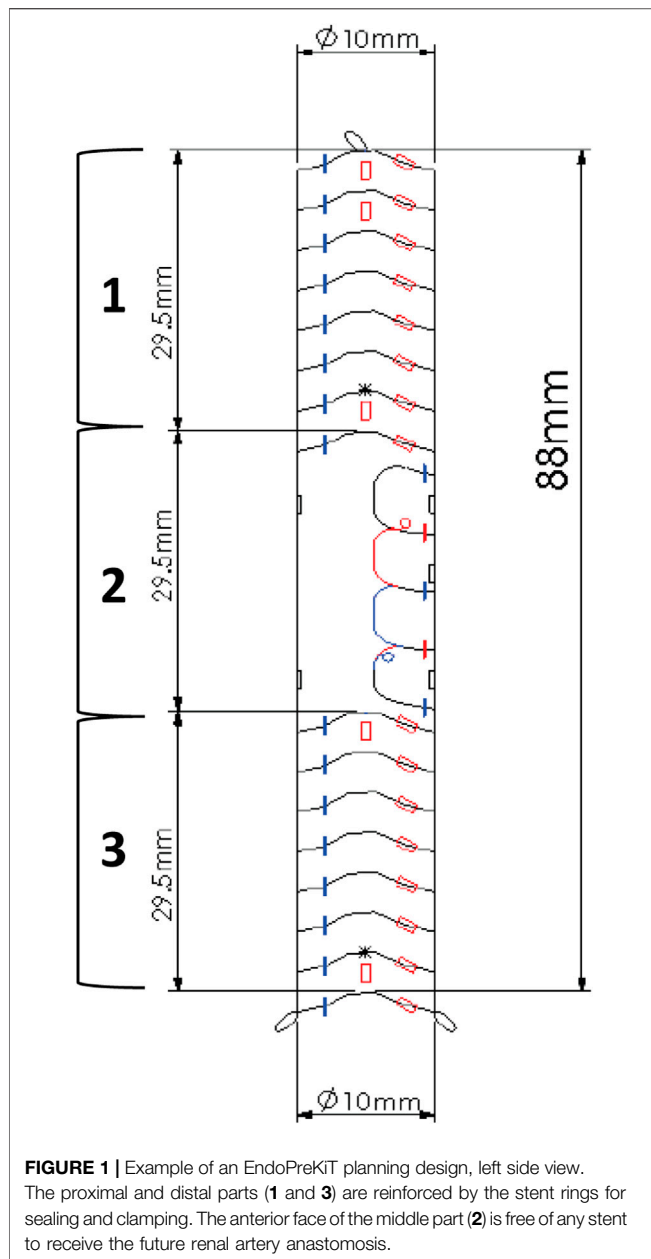 Ø10mm
1
29.5mm
88mm
2
29.5mm
3
29.5mm
Ø10mm
FIGURE 1 | Example of an EndoPreKiT planning design, left side view.
The proximal and distal parts (1 and 3) are reinforced by the stent rings for
sealing and clamping. The anterior face of the middle part (2) is free of any stent
to receive the future renal artery anastomosis.